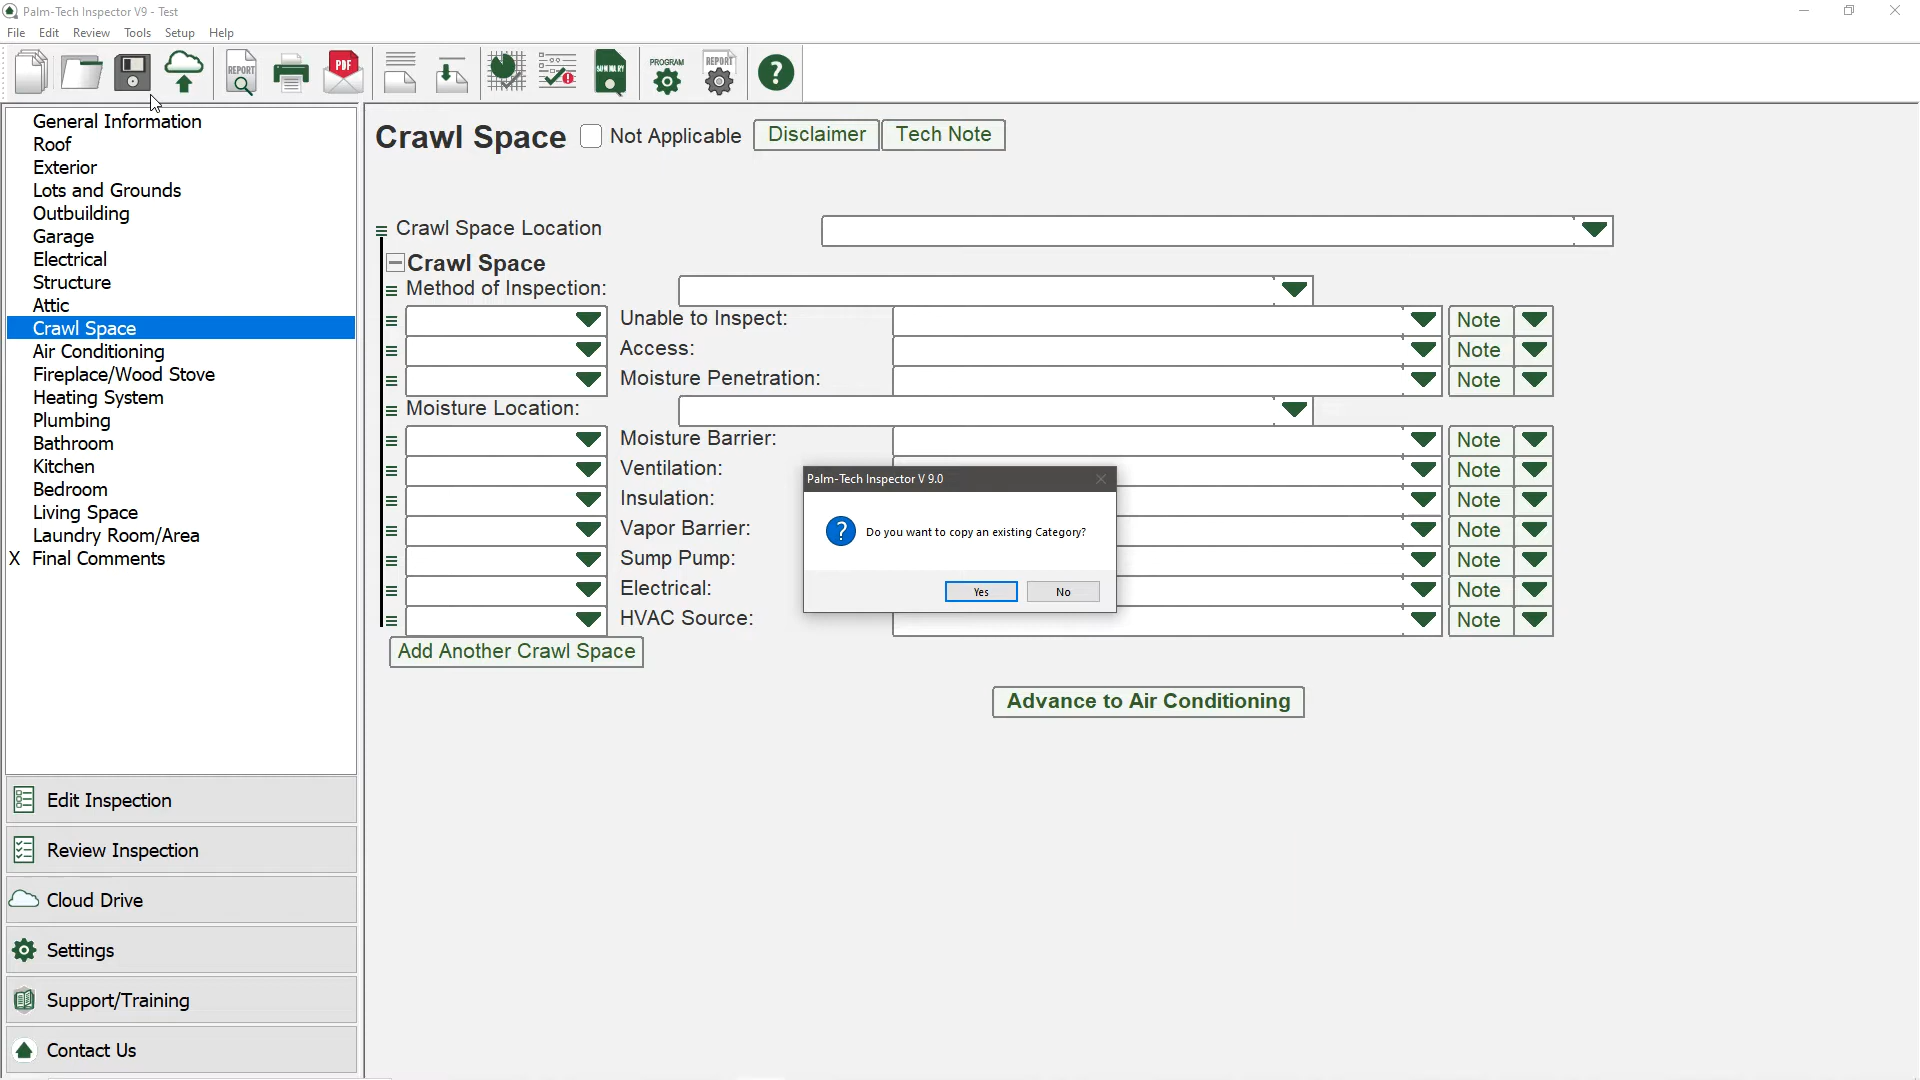 Palm-Tech Inspector V9 - Test
File Edit Review Tools Setup Help
REPORT PDF SUMMARY PROGRAM REPORT ?
General Information
Roof
Exterior
Lots and Grounds
Outbuilding
Garage
Electrical
Structure
Attic
Crawl Space
Air Conditioning
Fireplace/Wood Stove
Heating System
Plumbing
Bathroom
Kitchen
Bedroom
Living Space
Laundry Room/Area
X Final Comments
Edit Inspection
Review Inspection
Cloud Drive
Settings
Support/Training
Contact Us
Crawl Space Not Applicable Disclaimer Tech Note
Crawl Space Location
Crawl Space
Method of Inspection:
Unable to Inspect: Note
Access: Note
Moisture Penetration: Note
Moisture Location:
Moisture Barrier: Note
Ventilation: Note
Insulation: Note
Vapor Barrier: Note
Sump Pump: Note
Electrical: Note
HVAC Source: Note
Add Another Crawl Space
Advance to Air Conditioning
Palm-Tech Inspector V 9.0
? Do you want to copy an existing Category?
Yes No